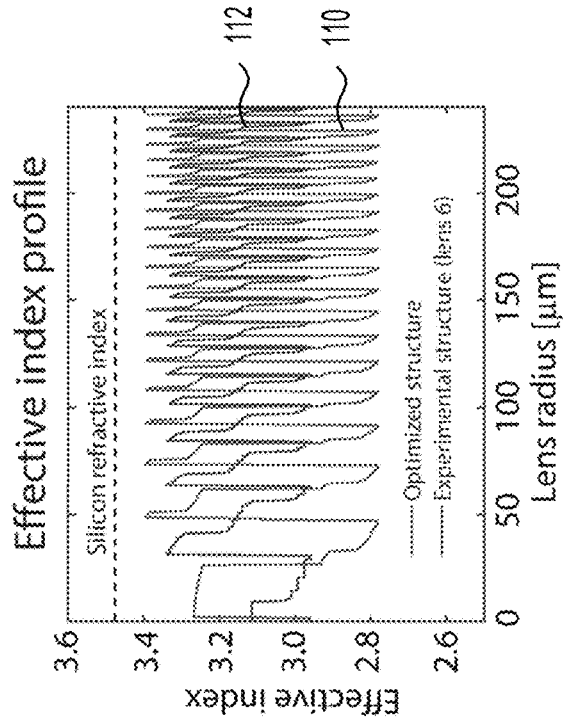 Effective index profile
Silicon refractive index
Optimized structure
Experimental structure (lens 6)
112
110
3.6
3.4
3.2
3.0
2.8
2.6
Effective index
0
50
100
150
200
Lens radius [µm]